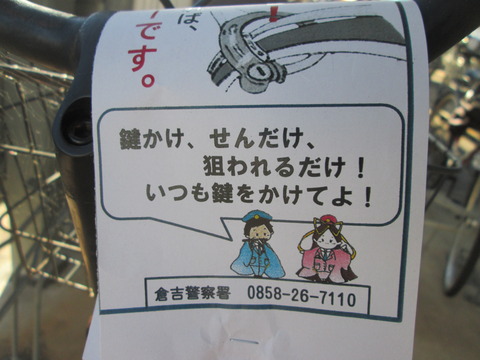 は、
です。
鍵かけ、せんだけ、
狙われるだけ！
いつも鍵をかけてよ！
倉吉警察署 0858-26-7110